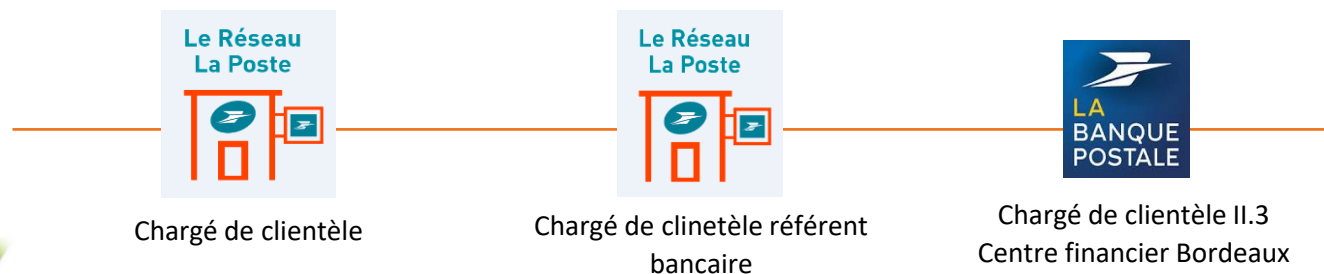 Le Réseau
La Poste
Chargé de clientèle
Le Réseau
La Poste
Chargé de clinetèle référent
bancaire
LA
BANQUE
POSTALE
Chargé de clientèle II.3
Centre financier Bordeaux